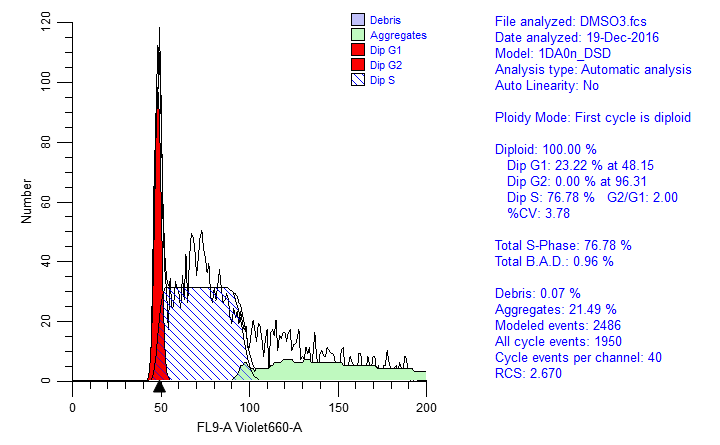 120
100
80
60
40
20
0
Number
0 50 100 150 200
FL9-A Violet660-A
Debris
Aggregates
Dip G1
Dip G2
Dip S
File analyzed: DMSO3.fcs
Date analyzed: 19-Dec-2016
Model: 1DA0n_DSD
Analysis type: Automatic analysis
Auto Linearity: No
Ploidy Mode: First cycle is diploid
Diploid: 100.00 %
Dip G1: 23.22 % at 48.15
Dip G2: 0.00 % at 96.31
Dip S: 76.78 % G2/G1: 2.00
%CV: 3.78
Total S-Phase: 76.78 %
Total B.A.D.: 0.96 %
Debris: 0.07 %
Aggregates: 21.49 %
Modeled events: 2486
All cycle events: 1950
Cycle events per channel: 40
RCS: 2.670